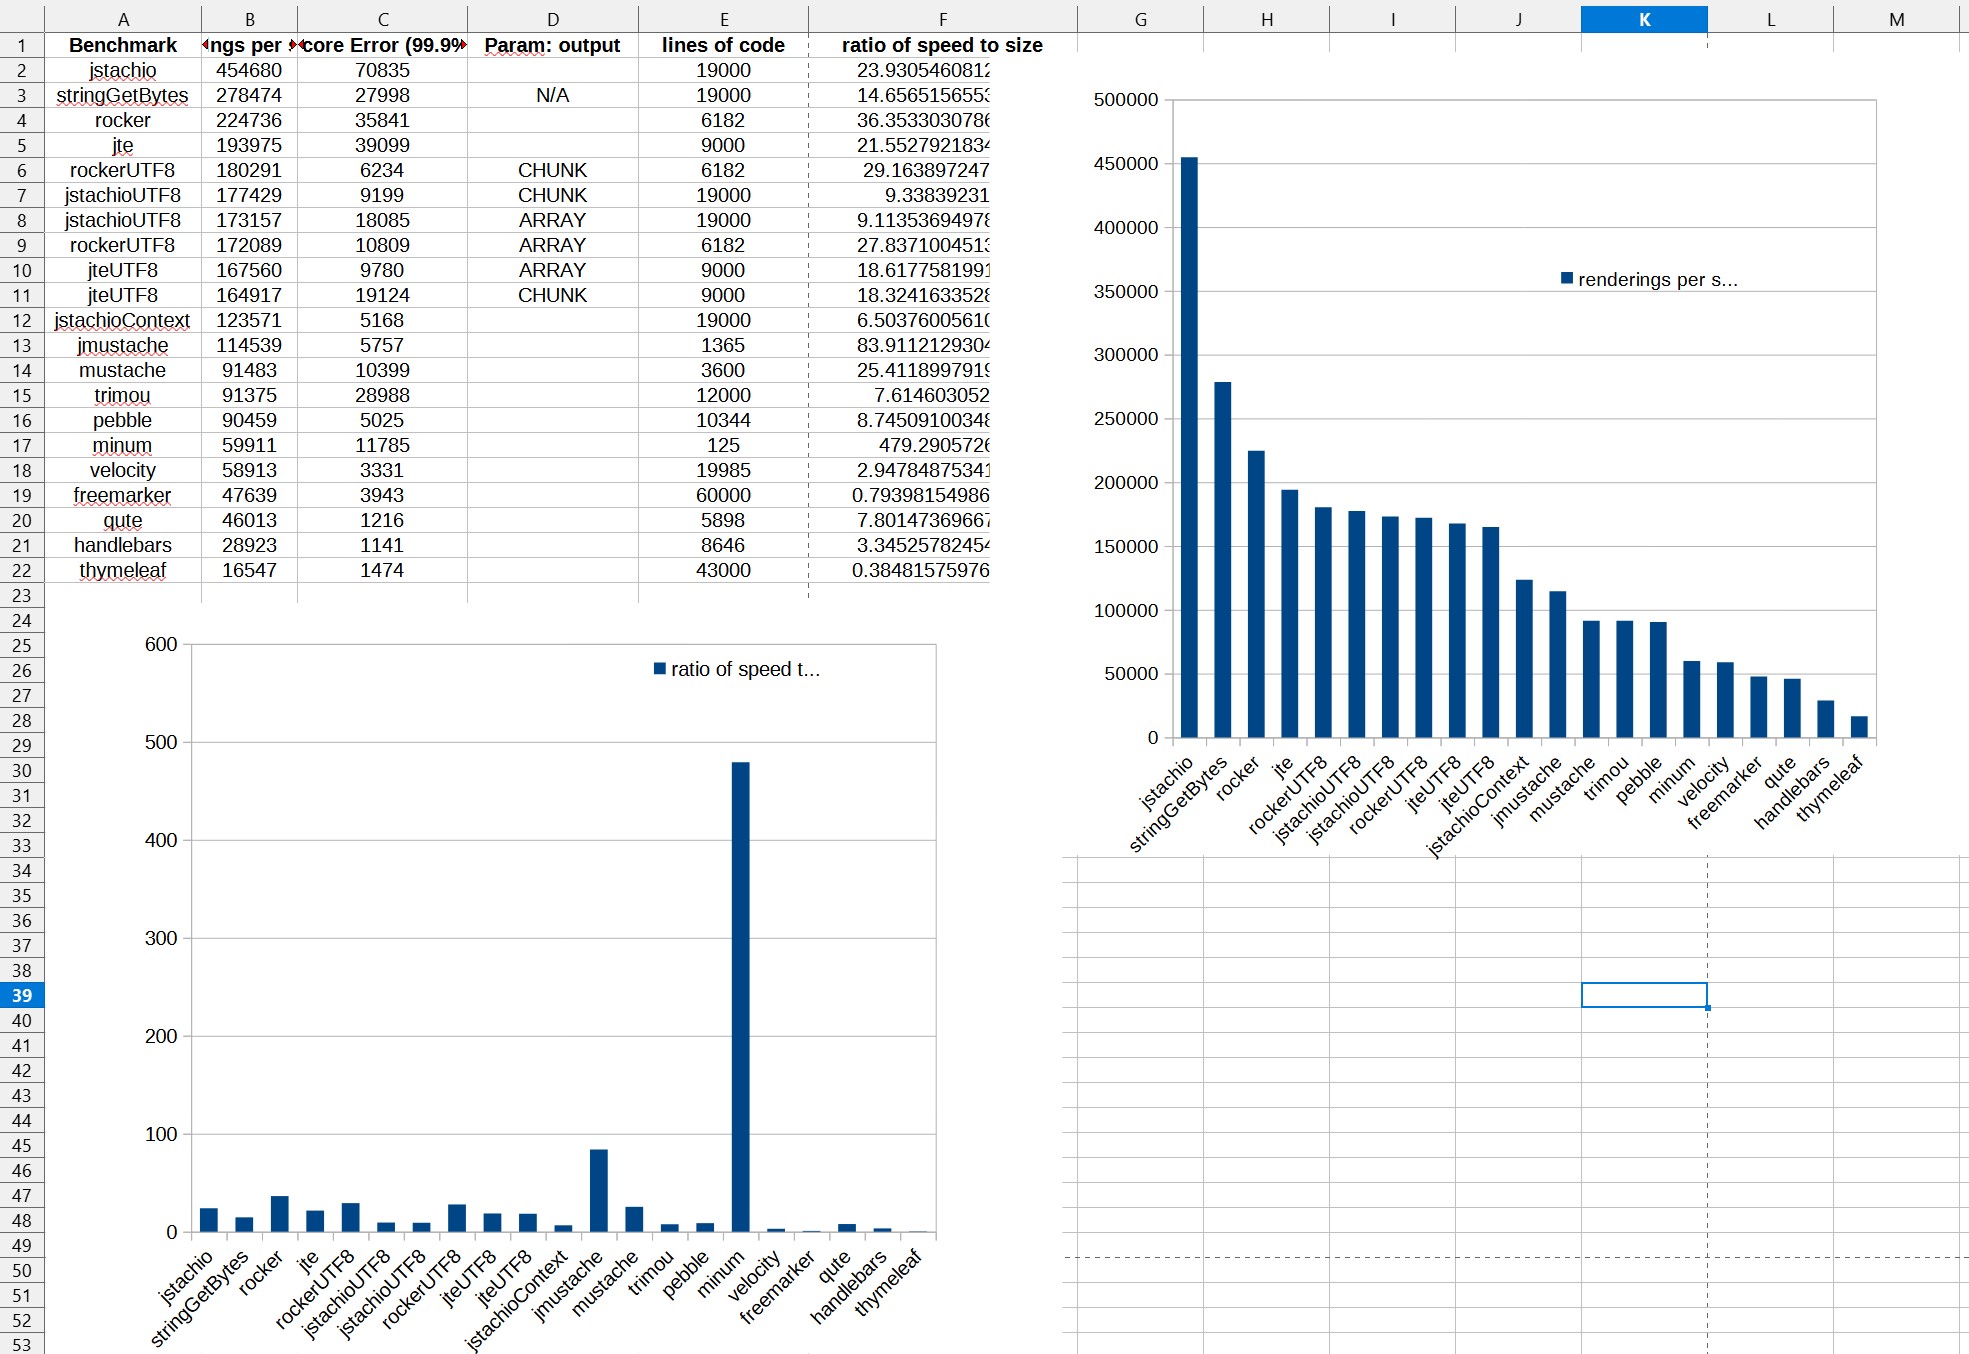 A B C D E F G H I J K L M
1 Benchmark ngs per core Error (99.9% Param: output lines of code ratio of speed to size
2 jstachio 454680 70835 19000 23.9305460812
3 stringGetBytes 278474 27998 N/A 19000 14.6565156553
4 rocker 224736 35841 6182 36.3533030786
5 jte 193975 39099 9000 21.5527921834
6 rockerUTF8 180291 6234 CHUNK 6182 29.163897247
7 jstachioUTF8 177429 9199 CHUNK 19000 9.33839231
8 jstachioUTF8 173157 18085 ARRAY 19000 9.11353694978
9 rockerUTF8 172089 10809 ARRAY 6182 27.8371004513
10 jteUTF8 167560 9780 ARRAY 9000 18.6177581991
11 jteUTF8 164917 19124 CHUNK 9000 18.3241633528
12 jstachioContext 123571 5168 19000 6.50376005610
13 jmustache 114539 5757 1365 83.9112129304
14 mustache 91483 10399 3600 25.4118997919
15 trimou 91375 28988 12000 7.614603052
16 pebble 90459 5025 10344 8.74509100348
17 minum 59911 11785 125 479.2905726
18 velocity 58913 3331 19985 2.94784875341
19 freemarker 47639 3943 60000 0.79398154986
20 qute 46013 1216 5898 7.80147369667
21 handlebars 28923 1141 8646 3.34525782454
22 thymeleaf 16547 1474 43000 0.38481575976
23
24
25
26
27
28
29
30
31
32
33
34
35
36
37
38
39
40
41
42
43
44
45
46
47
48
49
50
51
52
53
500000
450000
400000
350000
300000
250000
200000
150000
100000
50000
0
renderings per s...
jstachio
stringGetBytes
rocker
jte
rockerUTF8
jstachioUTF8
jstachioUTF8
rockerUTF8
jteUTF8
jteUTF8
jstachioContext
jmustache
mustache
trimou
pebble
minum
velocity
freemarker
qute
handlebars
thymeleaf
600
500
400
300
200
100
0
ratio of speed t...
jstachio
stringGetBytes
rocker
jte
rockerUTF8
jstachioUTF8
jstachioUTF8
rockerUTF8
jteUTF8
jteUTF8
jstachioContext
jmustache
mustache
trimou
pebble
minum
velocity
freemarker
qute
handlebars
thymeleaf